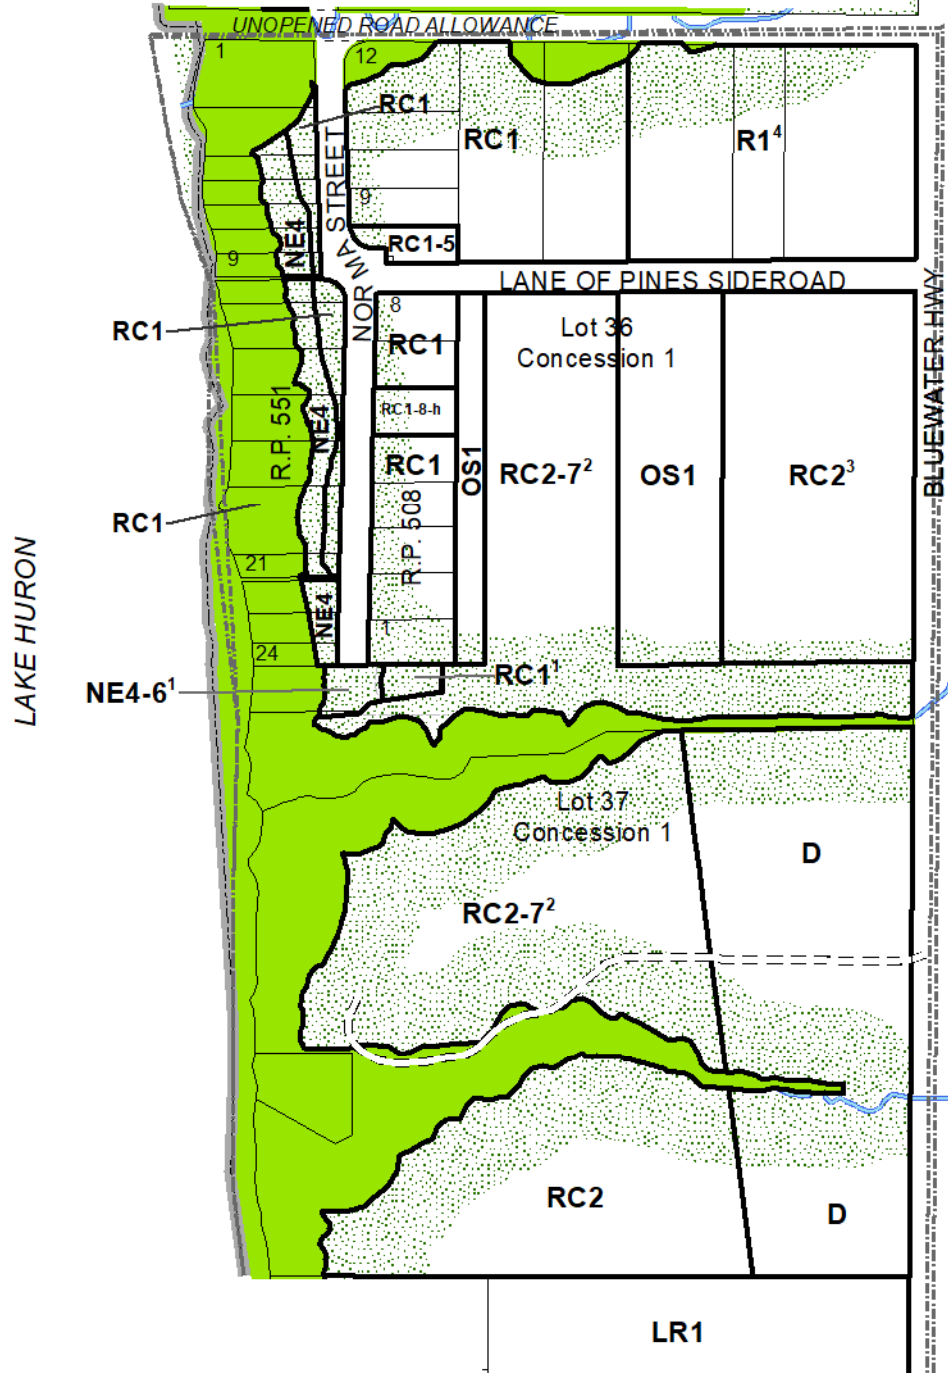 UNOPENED ROAD ALLOWANCE
1
12
RC1
RC1
R1⁴
NORMA STREET
9
NE4
RC1-5
9
LANE OF PINES SIDEROAD
BLUEWATER HWY
8
Lot 36
Concession 1
RC1
RC1
RC1-8-h
R.P. 551
NE4
RC1
OS1
RC2-7²
OS1
RC2³
RC1
R.P. 508
21
LAKE HURON
NE4
1
24
RC1¹
NE4-6¹
Lot 37
Concession 1
D
RC2-7²
RC2
D
LR1